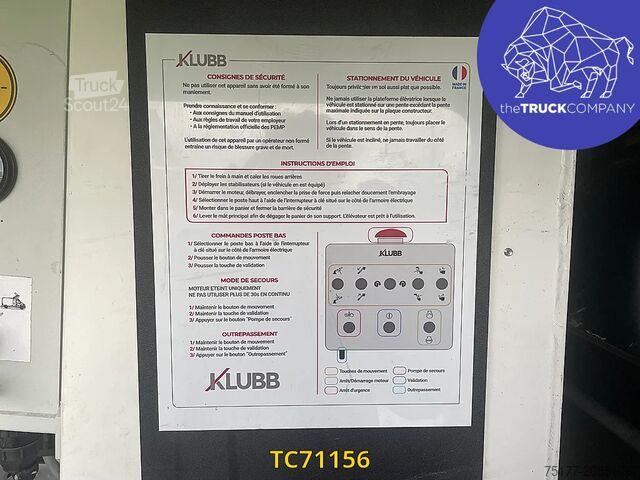 KLUBB
CONSIGNES DE SÉCURITÉ
Ne pas utiliser cet appareil sans avoir été formé à son
maniement.
Prendre connaissance et se conformer :
- Aux consignes du manuel d'utilisation
- Aux règles de travail de votre employeur
- A la réglementation officielle des PEMP
L'utilisation de cet appareil par un opérateur non formé
entraine un risque de blessure grave et de mort.
STATIONNEMENT DU VÉHICULE
Toujours privilégier un sol aussi plat que possible.
Ne jamais utiliser la plateforme élévatrice lorsque le
véhicule est stationné sur une pente excédant la pente
maximale indiquée sur la plaque constructeur.
Lors d'un stationnement en pente, toujours placer le
véhicule dans le sens de la pente.
Si le véhicule est incliné, ne jamais travailler du côté
de la pente.
MADE IN
FRANCE
INSTRUCTIONS D'EMPLOI
1/ Tirer le frein à main et caler les roues arrières
2/ Déployer les stabilisateurs (si le véhicule en est équipé)
3/ Démarrer le moteur, débrayer, enclencher la prise de force puis relacher doucement l'embrayage
4/ Sélectionner le poste haut à l'aide de l'interrupteur à clé situé sur le côté de l'armoire électrique
5/ Monter dans le panier et fermer la barrière de sécurité
6/ Lever le mât principal afin de dégager le panier de son support. L'élévateur est prêt à l'utilisation.
COMMANDES POSTE BAS
1/ Sélectionner le poste bas à l'aide de l'interrupteur
à clé situé sur le côté de l'armoire électrique
2/ Pousser le bouton de mouvement
3/ Pousser la touche de validation
MODE DE SECOURS
MOTEUR ETEINT UNIQUEMENT
NE PAS UTILISER PLUS DE 30s EN CONTINU
1/ Maintenir le bouton de mouvement
2/ Maintenir la touche de validation
3/ Appuyer sur le bouton "Pompe de secours"
OUTREPASSEMENT
1/ Maintenir le bouton de mouvement
2/ Maintenir la touche de validation
3/ Appuyer sur le bouton "Outrepassement"
KLUBB
KLUBB
Touches de mouvement
Pompe de secours
Arrêt/Démarrage moteur
Validation
Arrêt d'urgence
Outrepassement
Truck
Scout24
theTRUCKCOMPANY
TC71156